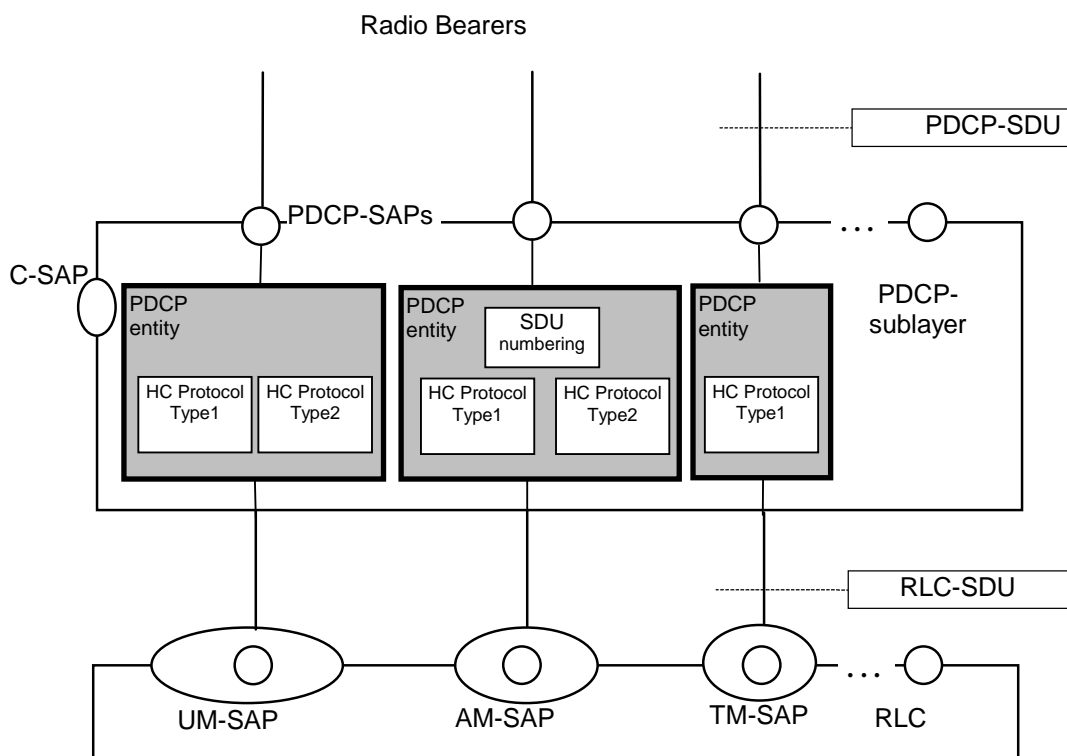 Radio Bearers
PDCP-SDU
PDCP-SAPs
...
C-SAP
PDCP
entity
HC Protocol
Type1
HC Protocol
Type2
PDCP
entity
SDU
numbering
HC Protocol
Type1
HC Protocol
Type2
PDCP
entity
HC Protocol
Type1
PDCP-
sublayer
RLC-SDU
...
UM-SAP
AM-SAP
TM-SAP
RLC